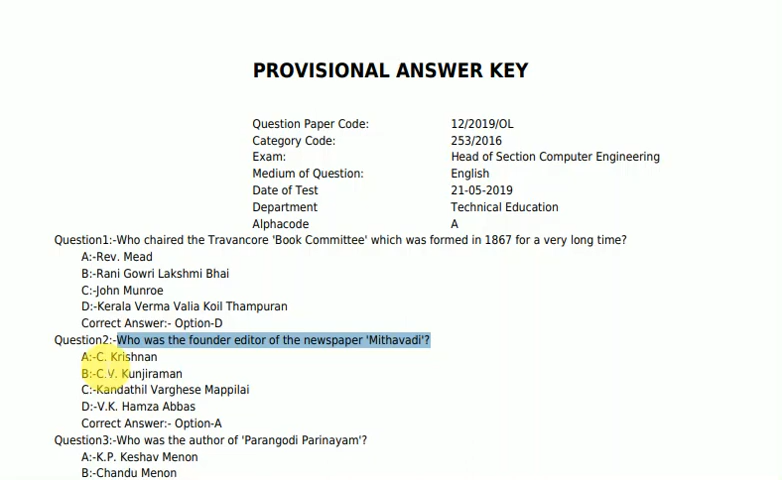 PROVISIONAL ANSWER KEY
Question Paper Code: 12/2019/OL
Category Code: 253/2016
Exam: Head of Section Computer Engineering
Medium of Question: English
Date of Test 21-05-2019
Department Technical Education
Alphacode A
Question1:-Who chaired the Travancore 'Book Committee' which was formed in 1867 for a very long time?
A:-Rev. Mead
B:-Rani Gowri Lakshmi Bhai
C:-John Munroe
D:-Kerala Verma Valia Koil Thampuran
Correct Answer:- Option-D
Question2:-Who was the founder editor of the newspaper 'Mithavadi'?
A:-C. Krishnan
B:-C.V. Kunjiraman
C:-Kandathil Varghese Mappilai
D:-V.K. Hamza Abbas
Correct Answer:- Option-A
Question3:-Who was the author of 'Parangodi Parinayam'?
A:-K.P. Keshav Menon
B:-Chandu Menon